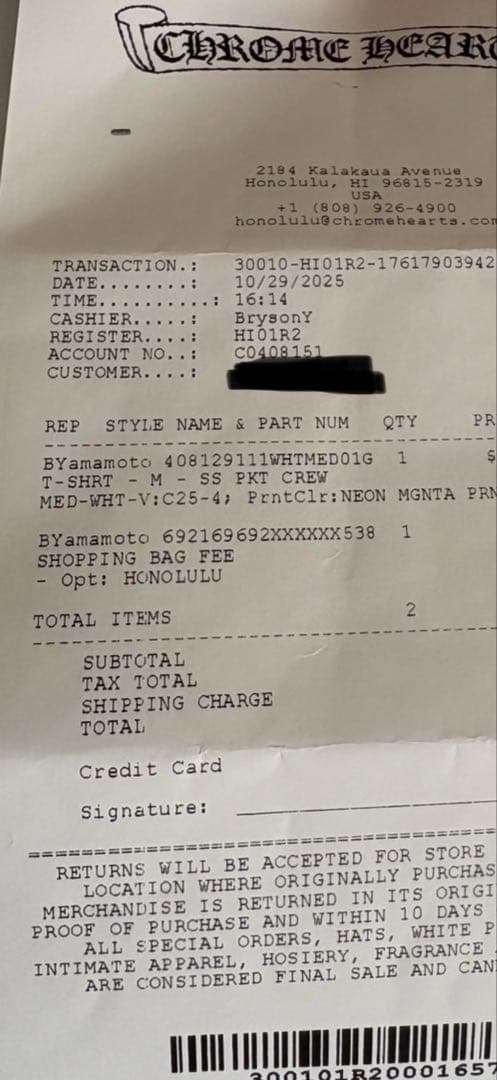 CHROME HEAR
2184 Kalakaua Avenue
Honolulu, HI 96815-2319
USA
+1 (808) 926-4900
honolulu@chromehearts.com
TRANSACTION.: 30010-HI01R2-17617903942
DATE........: 10/29/2025
TIME..........: 16:14
CASHIER.....: BrysonY
REGISTER....: HI01R2
ACCOUNT NO..: C0408151
CUSTOMER....:
REP STYLE NAME & PART NUM QTY PR
BYamamoto 408129111WHTMED01G 1 $
T-SHRT - M - SS PKT CREW
MED-WHT-V:C25-4; PrntClr:NEON MGNTA PRN
BYamamoto 692169692XXXXXX538 1
SHOPPING BAG FEE
- Opt: HONOLULU
TOTAL ITEMS 2
SUBTOTAL
TAX TOTAL
SHIPPING CHARGE
TOTAL
Credit Card
Signature:
RETURNS WILL BE ACCEPTED FOR STORE
LOCATION WHERE ORIGINALLY PURCHAS
MERCHANDISE IS RETURNED IN ITS ORIGI
PROOF OF PURCHASE AND WITHIN 10 DAYS
ALL SPECIAL ORDERS, HATS, WHITE P
INTIMATE APPAREL, HOSIERY, FRAGRANCE
ARE CONSIDERED FINAL SALE AND CAN
300101R20001657